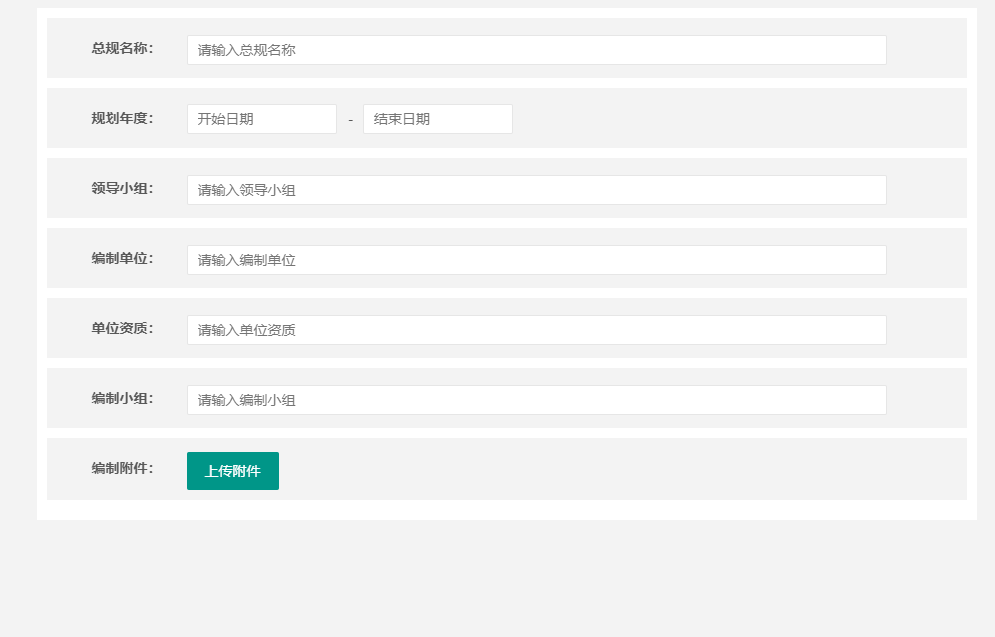 总规名称： 请输入总规名称
规划年度： 开始日期 - 结束日期
领导小组： 请输入领导小组
编制单位： 请输入编制单位
单位资质： 请输入单位资质
编制小组： 请输入编制小组
编制附件： 上传附件